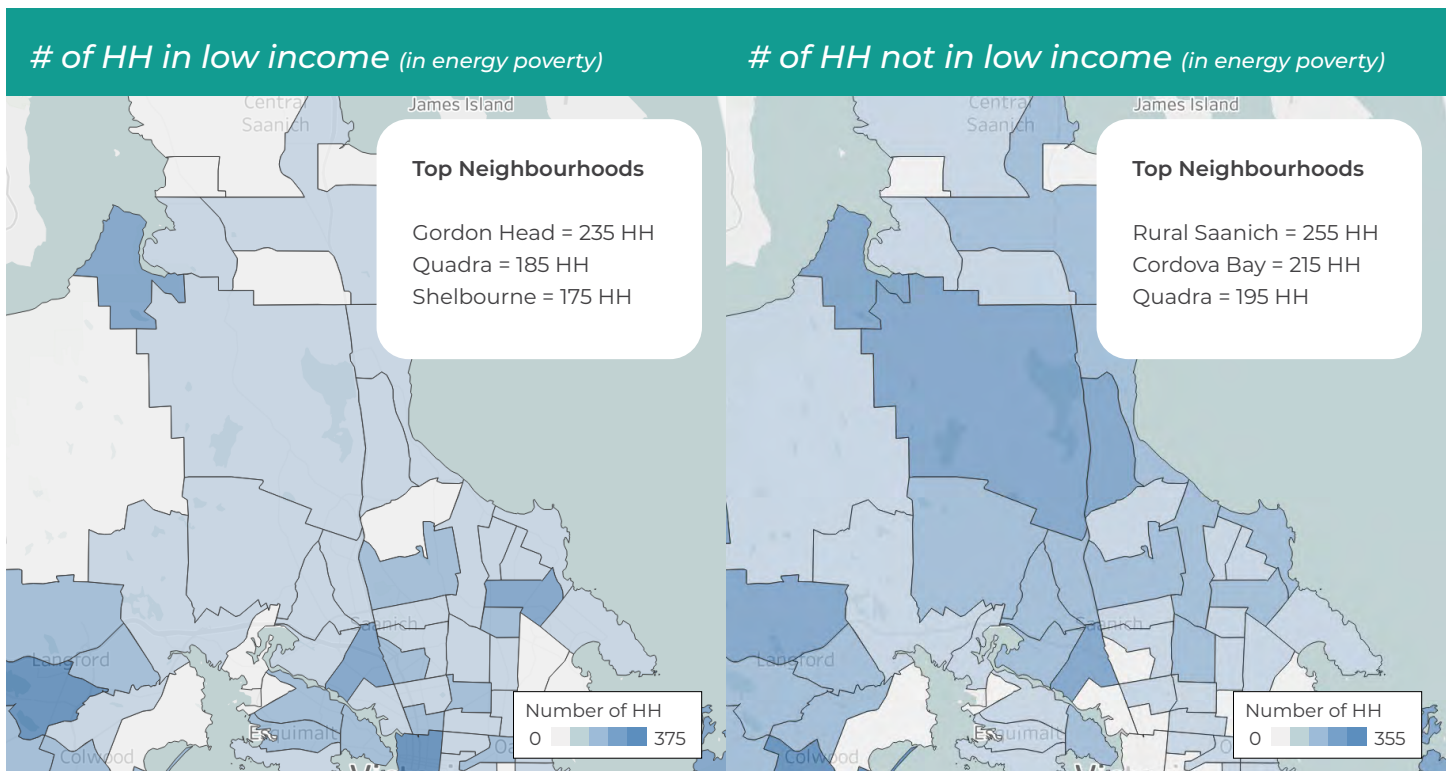 # of HH in low income (in energy poverty)
# of HH not in low income (in energy poverty)
Central
Saanich
James Island
Top Neighbourhoods
Gordon Head = 235 HH
Quadra = 185 HH
Shelbourne = 175 HH
Saanich
Langford
Colwood
Esquimalt
Number of HH
0 375
Central
Saanich
James Island
Top Neighbourhoods
Rural Saanich = 255 HH
Cordova Bay = 215 HH
Quadra = 195 HH
Saanich
Langford
Colwood
Esquimalt
Number of HH
0 355